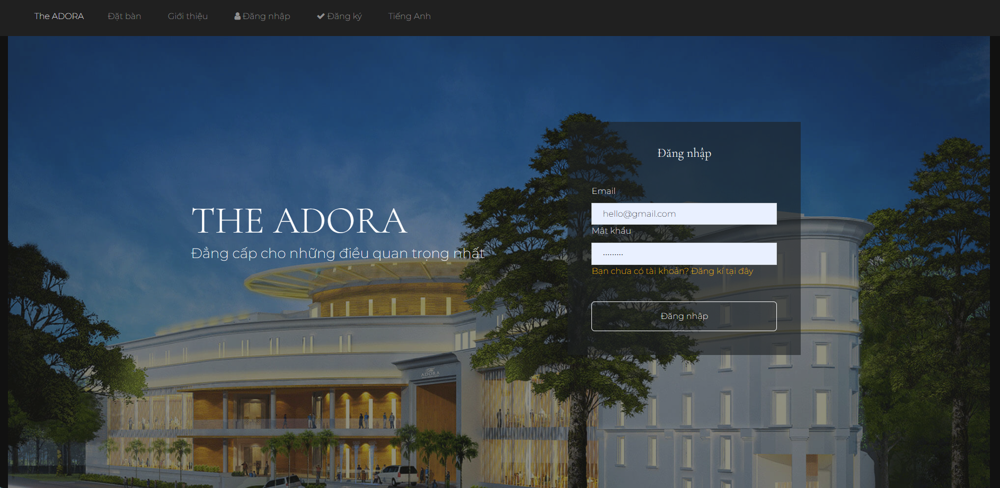 The ADORA Đặt bàn Giới thiệu Đăng nhập Đăng ký Tiếng Anh
THE ADORA
Đẳng cấp cho những điều quan trọng nhất
Đăng nhập
Email
hello@gmail.com
Mật khẩu
·········
Bạn chưa có tài khoản? Đăng kí tại đây
Đăng nhập
The
ADORA